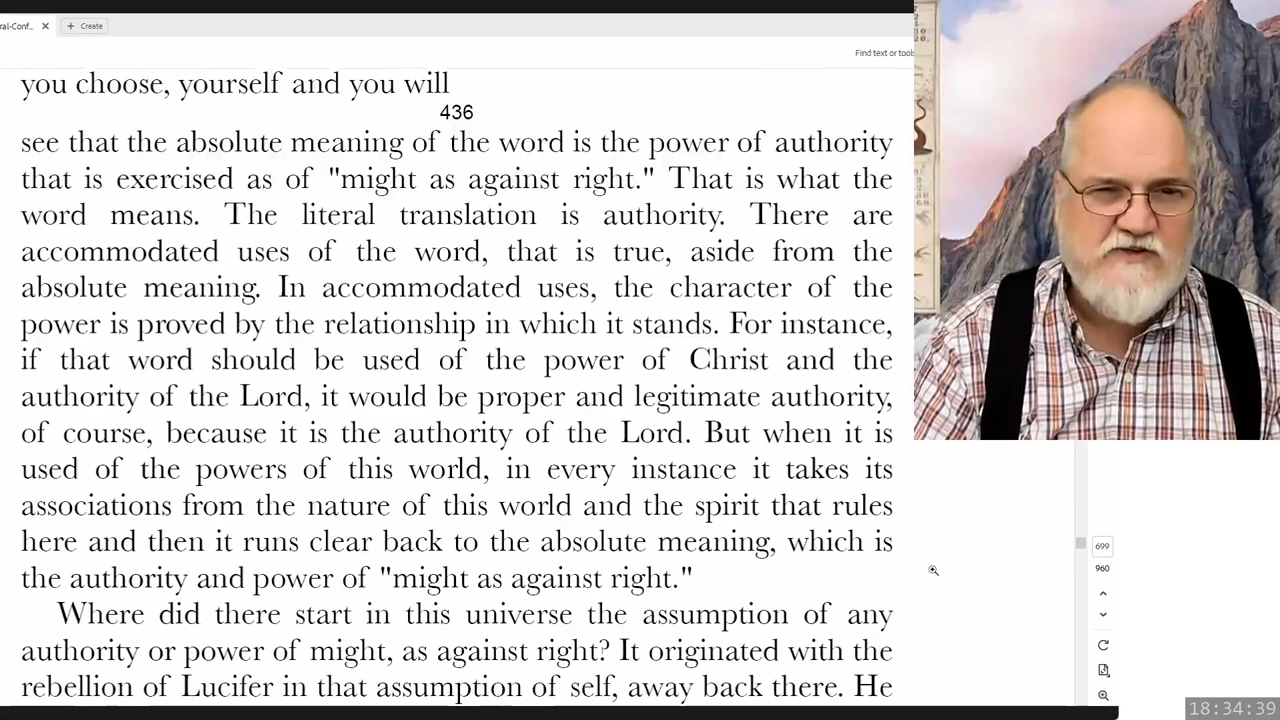 ral-Conf...
Create
Find text or tools
you choose, yourself and you will
436
see that the absolute meaning of the word is the power of authority
that is exercised as of "might as against right." That is what the
word means. The literal translation is authority. There are
accommodated uses of the word, that is true, aside from the
absolute meaning. In accommodated uses, the character of the
power is proved by the relationship in which it stands. For instance,
if that word should be used of the power of Christ and the
authority of the Lord, it would be proper and legitimate authority,
of course, because it is the authority of the Lord. But when it is
used of the powers of this world, in every instance it takes its
associations from the nature of this world and the spirit that rules
here and then it runs clear back to the absolute meaning, which is
the authority and power of "might as against right."
Where did there start in this universe the assumption of any
authority or power of might, as against right? It originated with the
rebellion of Lucifer in that assumption of self, away back there. He
699
960
18:34:39